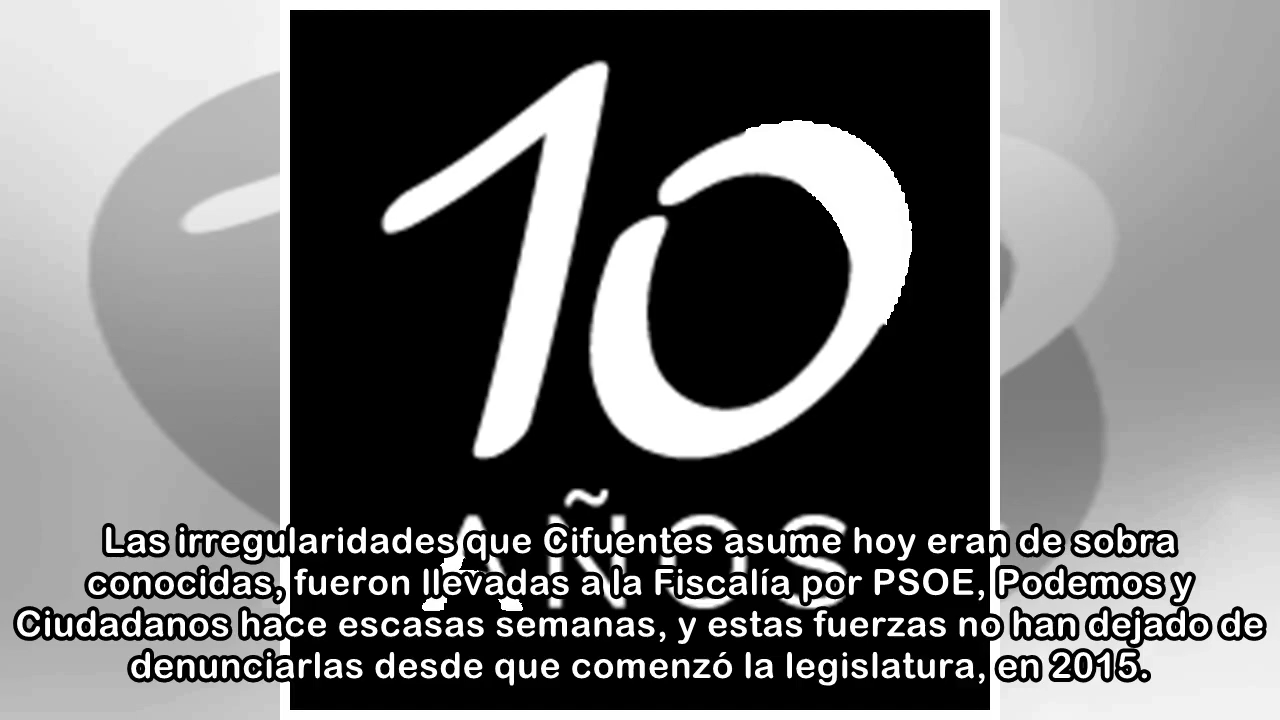 10
AÑOS
Las irregularidades que Cifuentes asume hoy eran de sobra
conocidas, fueron llevadas a la Fiscalía por PSOE, Podemos y
Ciudadanos hace escasas semanas, y estas fuerzas no han dejado de
denunciarlas desde que comenzó la legislatura, en 2015.